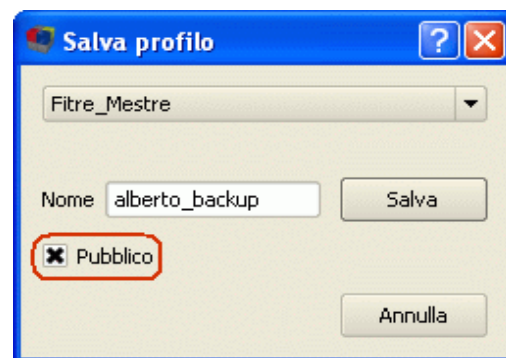 Salva profilo
Fitre_Mestre
Nome alberto_backup Salva
Pubblico
Annulla